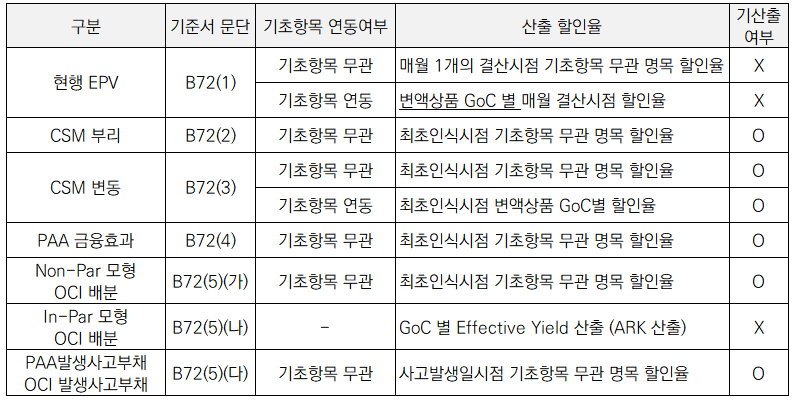 구분 기준서 문단 기초항목 연동여부 산출 할인율 기산출
여부
현행 EPV B72(1) 기초항목 무관 매월 1개의 결산시점 기초항목 무관 명목 할인율 X
기초항목 연동 변액상품 GoC 별 매월 결산시점 할인율 X
CSM 부리 B72(2) 기초항목 무관 최초인식시점 기초항목 무관 명목 할인율 O
CSM 변동 B72(3) 기초항목 무관 최초인식시점 기초항목 무관 명목 할인율 O
기초항목 연동 최초인식시점 변액상품 GoC별 할인율 O
PAA 금융효과 B72(4) 기초항목 무관 최초인식시점 기초항목 무관 명목 할인율 O
Non-Par 모형
OCI 배분 B72(5)(가) 기초항목 무관 최초인식시점 기초항목 무관 명목 할인율 O
In-Par 모형
OCI 배분 B72(5)(나) - GoC 별 Effective Yield 산출 (ARK 산출) X
PAA발생사고부채
OCI 발생사고부채 B72(5)(다) 기초항목 무관 사고발생일시점 기초항목 무관 명목 할인율 O